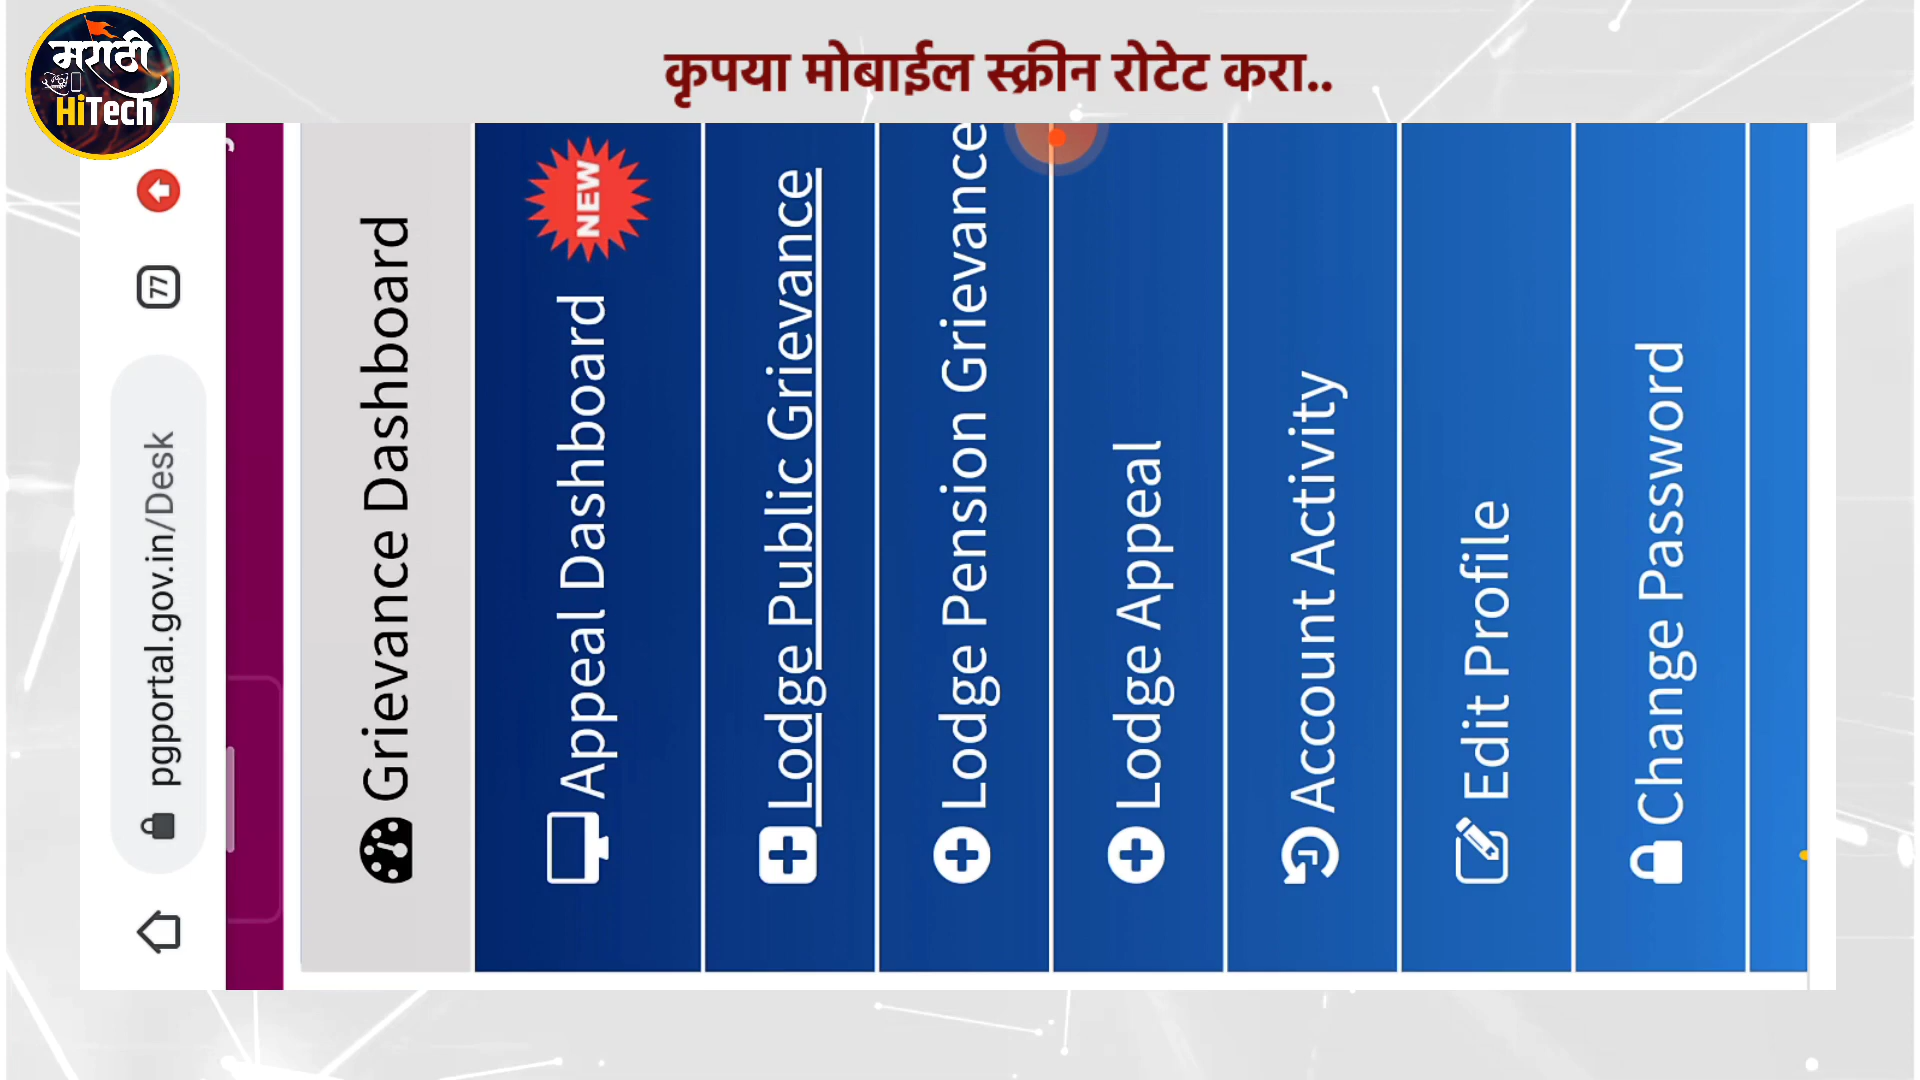 मराठी
HiTech
कृपया मोबाईल स्क्रीन रोटेट करा..
pgportal.gov.in/Desk
77
Grievance Dashboard
Appeal Dashboard NEW
Lodge Public Grievance
Lodge Pension Grievance
Lodge Appeal
Account Activity
Edit Profile
Change Password